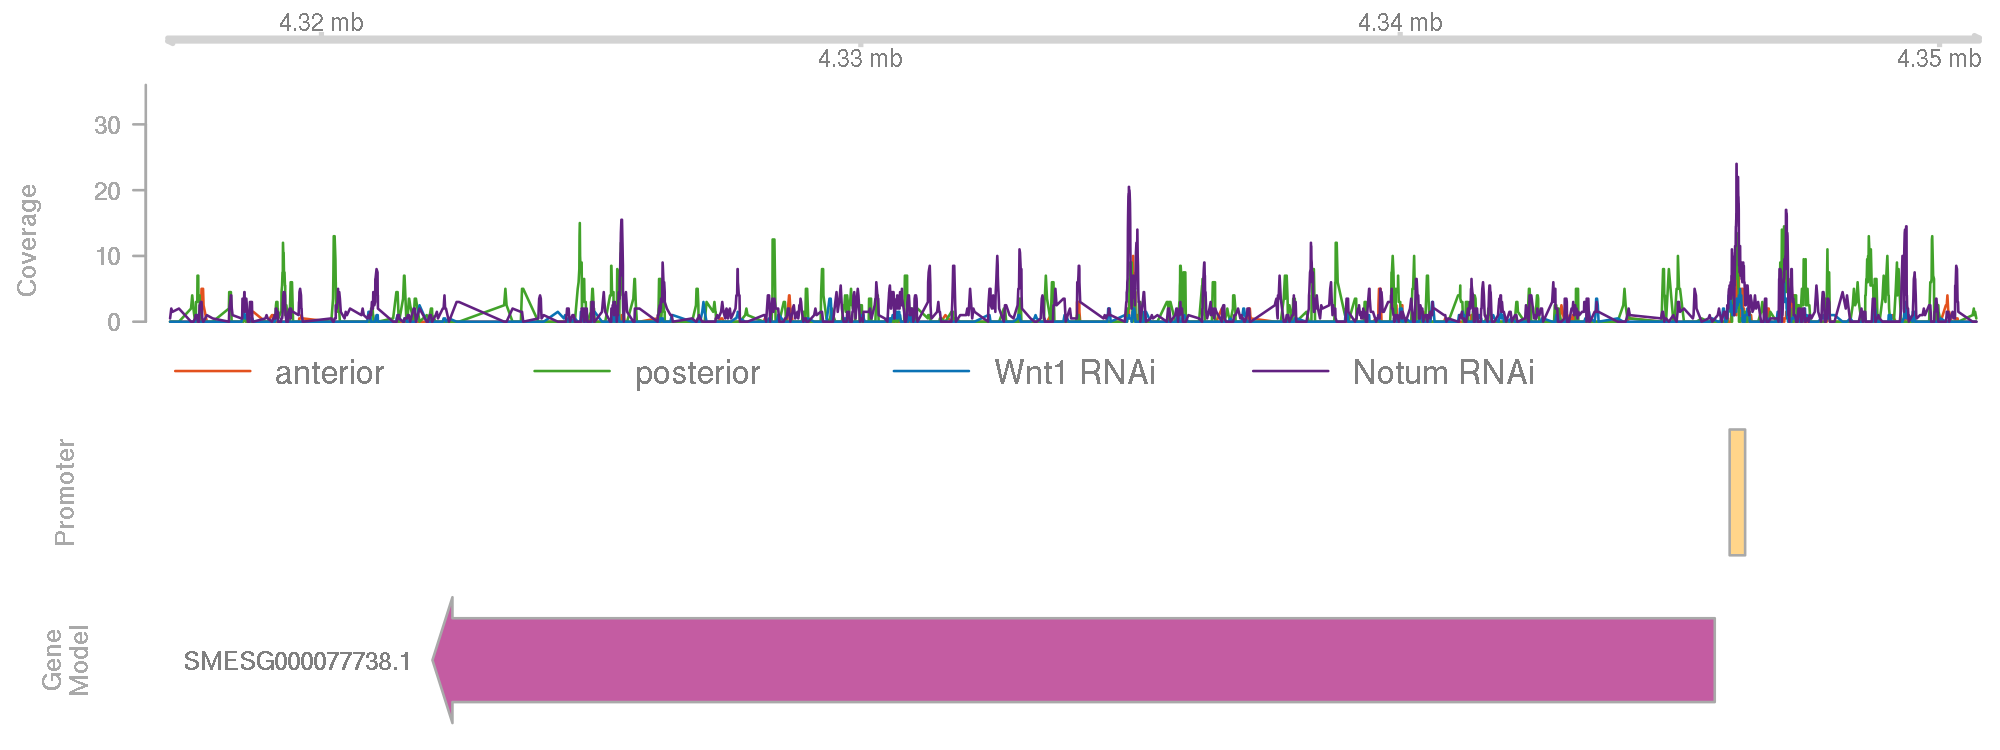 4.32 mb
4.34 mb
4.33 mb
4.35 mb
Coverage
30
20
10
0
anterior
posterior
Wnt1 RNAi
Notum RNAi
Promoter
Gene
Model
SMESG000077738.1